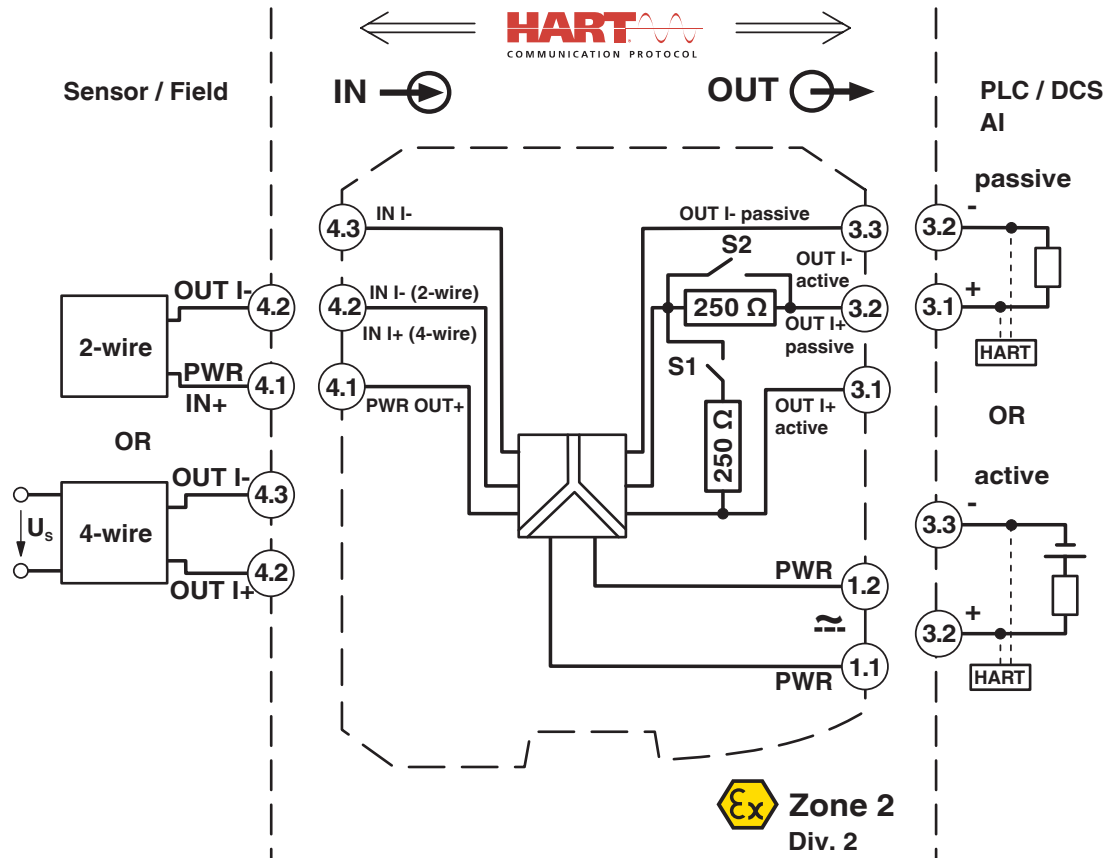 HART
COMMUNICATION PROTOCOL
Sensor / Field
IN
OUT
PLC / DCS
AI
passive
4.3
IN I-
OUT I- passive
3.3
3.2
-
S2
OUT I-
active
OUT I-
4.2
4.2
IN I- (2-wire)
IN I+ (4-wire)
250 Ω
3.2
OUT I+
passive
3.1
+
2-wire
HART
PWR
IN+
4.1
4.1
PWR OUT+
S1
3.1
OUT I+
active
250 Ω
OR
OR
OUT I-
4.3
active
Us
4-wire
3.3
-
OUT I+
4.2
PWR
1.2
3.2
+
HART
PWR
1.1
Ex
Zone 2
Div. 2